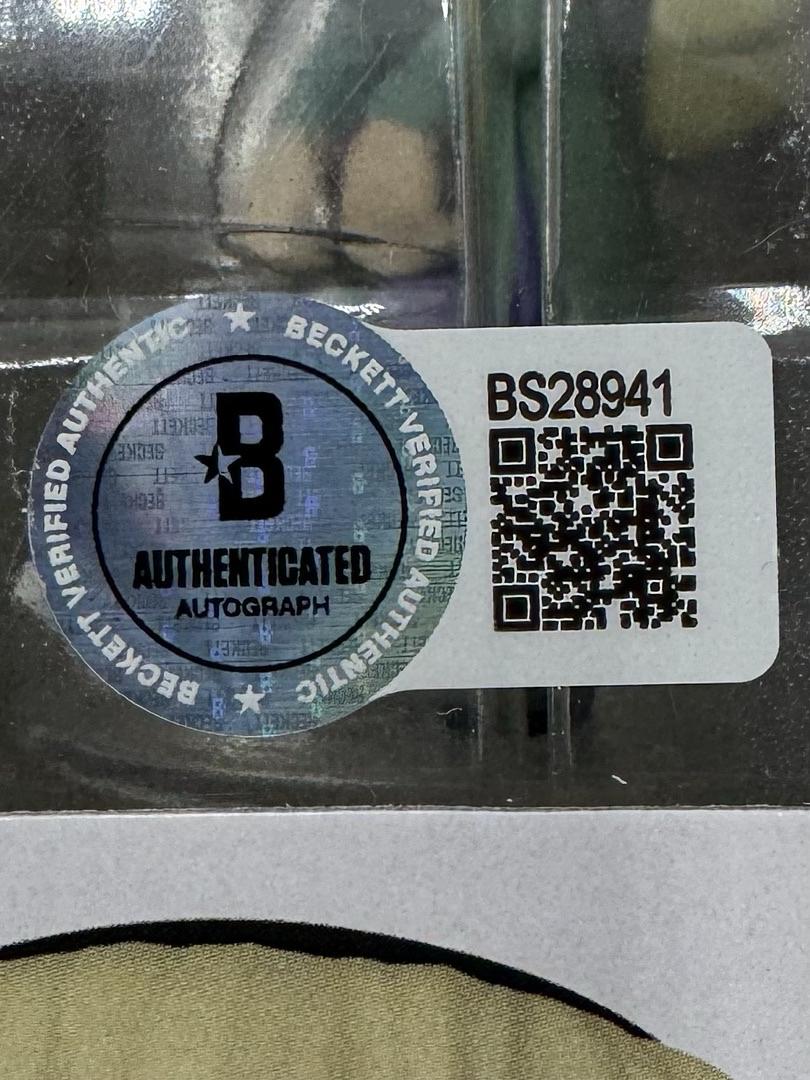 BECKETT VERIFIED AUTHENTIC
BECKETT VERIFIED AUTHENTIC
B
AUTHENTICATED
AUTOGRAPH
BS28941